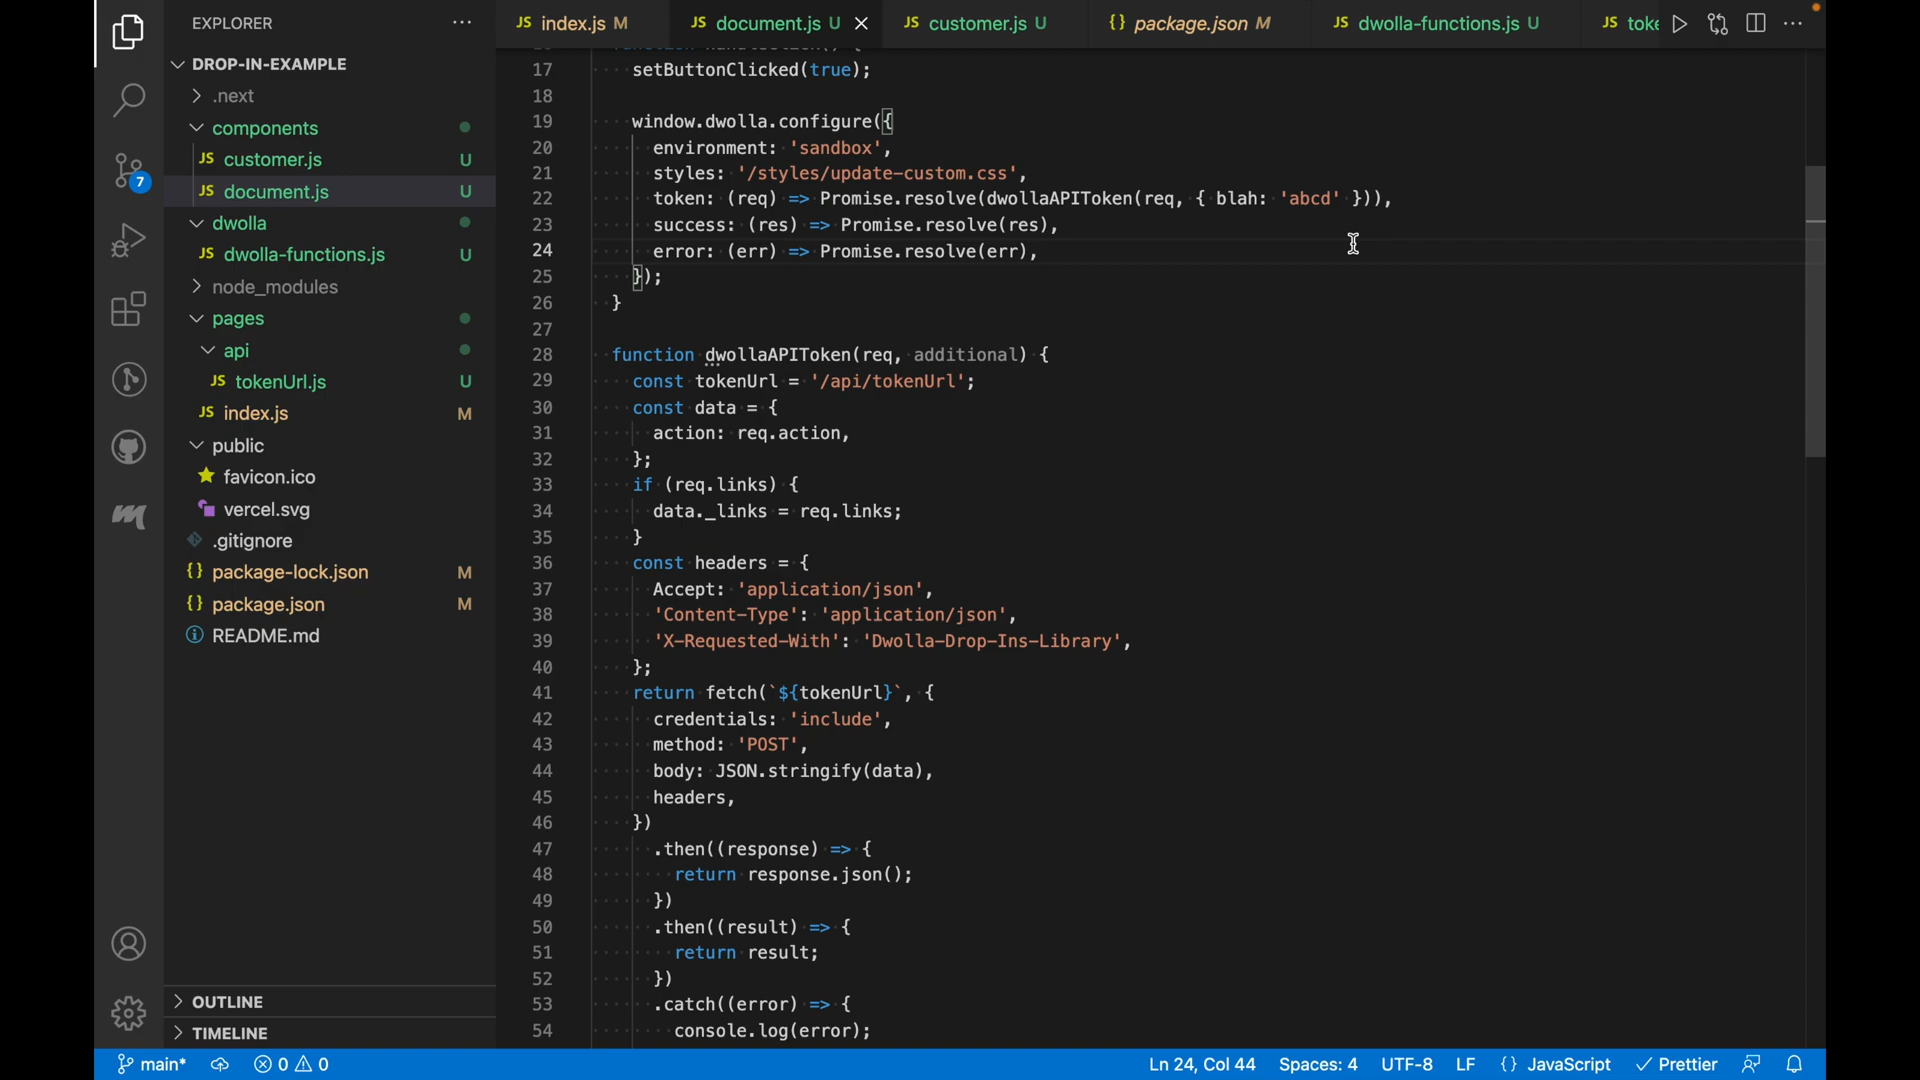 EXPLORER
DROP-IN-EXAMPLE
.next
components
JS customer.js U
JS document.js U
dwolla
JS dwolla-functions.js U
node_modules
pages
api
JS tokenUrl.js U
JS index.js M
public
favicon.ico
vercel.svg
.gitignore
{} package-lock.json M
{} package.json M
README.md
OUTLINE
TIMELINE
7
JS index.js M
JS document.js U
JS customer.js U
{} package.json M
JS dwolla-functions.js U
JS toke
17 setButtonClicked(true);
18
19 window.dwolla.configure({
20 environment: 'sandbox',
21 styles: '/styles/update-custom.css',
22 token: (req) => Promise.resolve(dwollaAPIToken(req, { blah: 'abcd' })),
23 success: (res) => Promise.resolve(res),
24 error: (err) => Promise.resolve(err),
25 });
26 }
27
28 function dwollaAPIToken(req, additional) {
29 const tokenUrl = '/api/tokenUrl';
30 const data = {
31 action: req.action,
32 };
33 if (req.links) {
34 data._links = req.links;
35 }
36 const headers = {
37 Accept: 'application/json',
38 'Content-Type': 'application/json',
39 'X-Requested-With': 'Dwolla-Drop-Ins-Library',
40 };
41 return fetch(`${tokenUrl}`, {
42 credentials: 'include',
43 method: 'POST',
44 body: JSON.stringify(data),
45 headers,
46 })
47 .then((response) => {
48 return response.json();
49 })
50 .then((result) => {
51 return result;
52 })
53 .catch((error) => {
54 console.log(error);
main* 0 0 Ln 24, Col 44 Spaces: 4 UTF-8 LF {} JavaScript Prettier